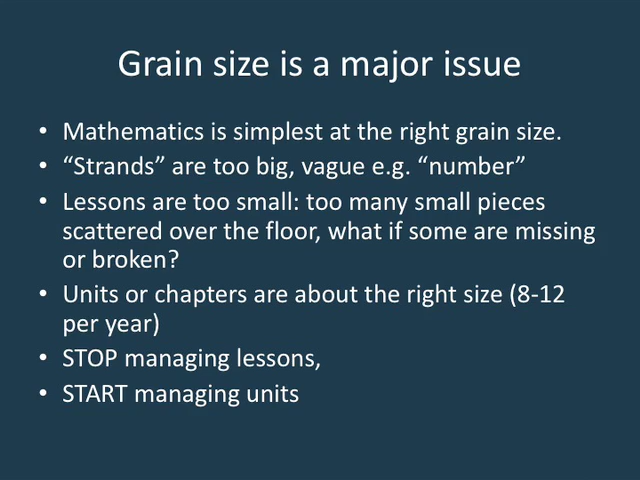 Grain size is a major issue
• Mathematics is simplest at the right grain size.
• “Strands” are too big, vague e.g. “number”
• Lessons are too small: too many small pieces
scattered over the floor, what if some are missing
or broken?
• Units or chapters are about the right size (8-12
per year)
• STOP managing lessons,
• START managing units